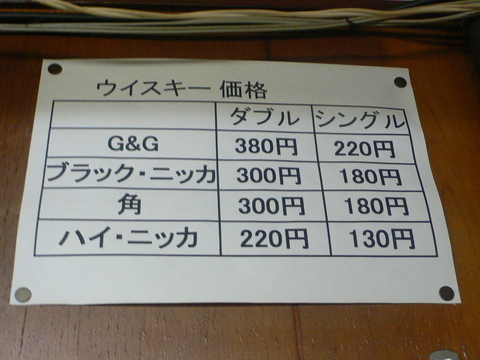 ウイスキー 価格
ダブル シングル
G&G 380円 220円
ブラック・ニッカ 300円 180円
角 300円 180円
ハイ・ニッカ 220円 130円